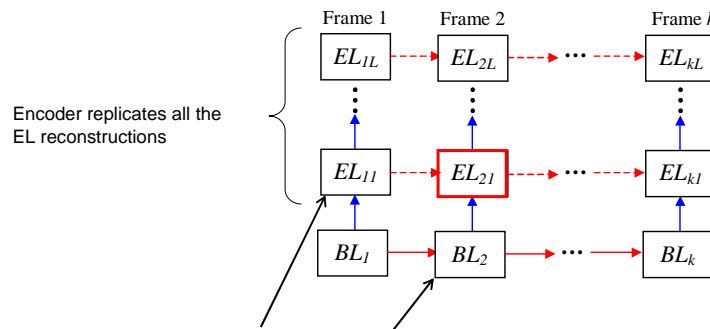 Frame 1 Frame 2 Frame
EL1L EL2L ••• ELkL
Encoder replicates all the
EL reconstructions
EL11 EL21 ••• ELk1
BL1 BL2 ••• BLk